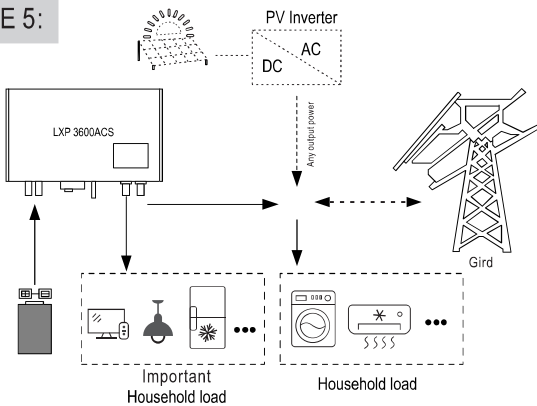 E 5:
PV Inverter
DC
AC
LXP 3600ACS
Any output power
Gird
Important
Household load
Household load